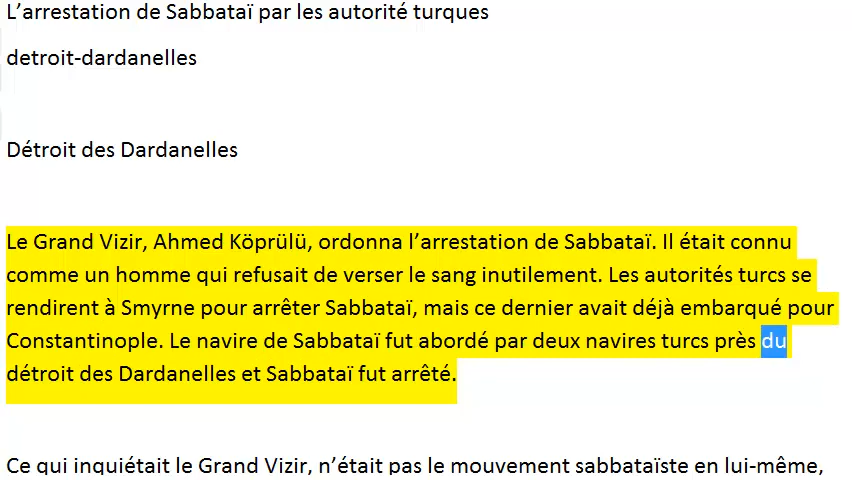 L’arrestation de Sabbataï par les autorité turques
detroit-dardanelles
Détroit des Dardanelles
Le Grand Vizir, Ahmed Köprülü, ordonna l’arrestation de Sabbataï. Il était connu
comme un homme qui refusait de verser le sang inutilement. Les autorités turcs se
rendirent à Smyrne pour arrêter Sabbataï, mais ce dernier avait déjà embarqué pour
Constantinople. Le navire de Sabbataï fut abordé par deux navires turcs près du
détroit des Dardanelles et Sabbataï fut arrêté.
Ce qui inquiétait le Grand Vizir, n’était pas le mouvement sabbataïste en lui-même,